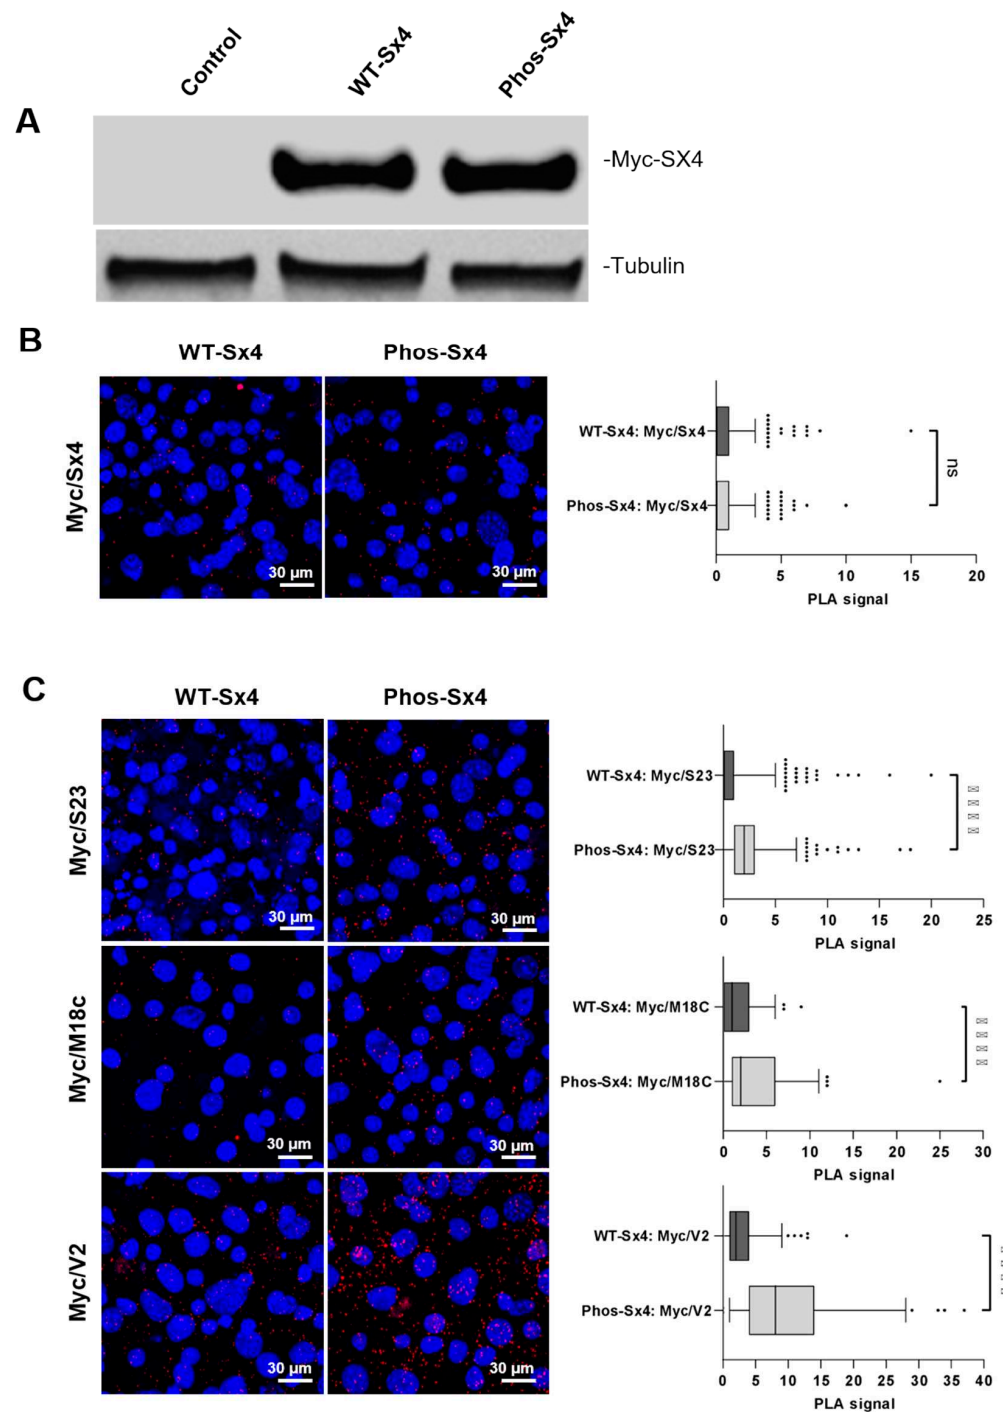 Control
WT-Sx4
Phos-Sx4
A
-Myc-SX4
-Tubulin
B
WT-Sx4
Phos-Sx4
Myc/Sx4
30 µm
30 µm
WT-Sx4: Myc/Sx4
Phos-Sx4: Myc/Sx4
ns
0 5 10 15 20
PLA signal
C
WT-Sx4
Phos-Sx4
Myc/S23
30 µm
30 µm
WT-Sx4: Myc/S23
Phos-Sx4: Myc/S23
0 5 10 15 20 25
PLA signal
Myc/M18c
30 µm
30 µm
WT-Sx4: Myc/M18C
Phos-Sx4: Myc/M18C
0 5 10 15 20 25 30
PLA signal
Myc/V2
30 µm
30 µm
WT-Sx4: Myc/V2
Phos-Sx4: Myc/V2
0 5 10 15 20 25 30 35 40
PLA signal